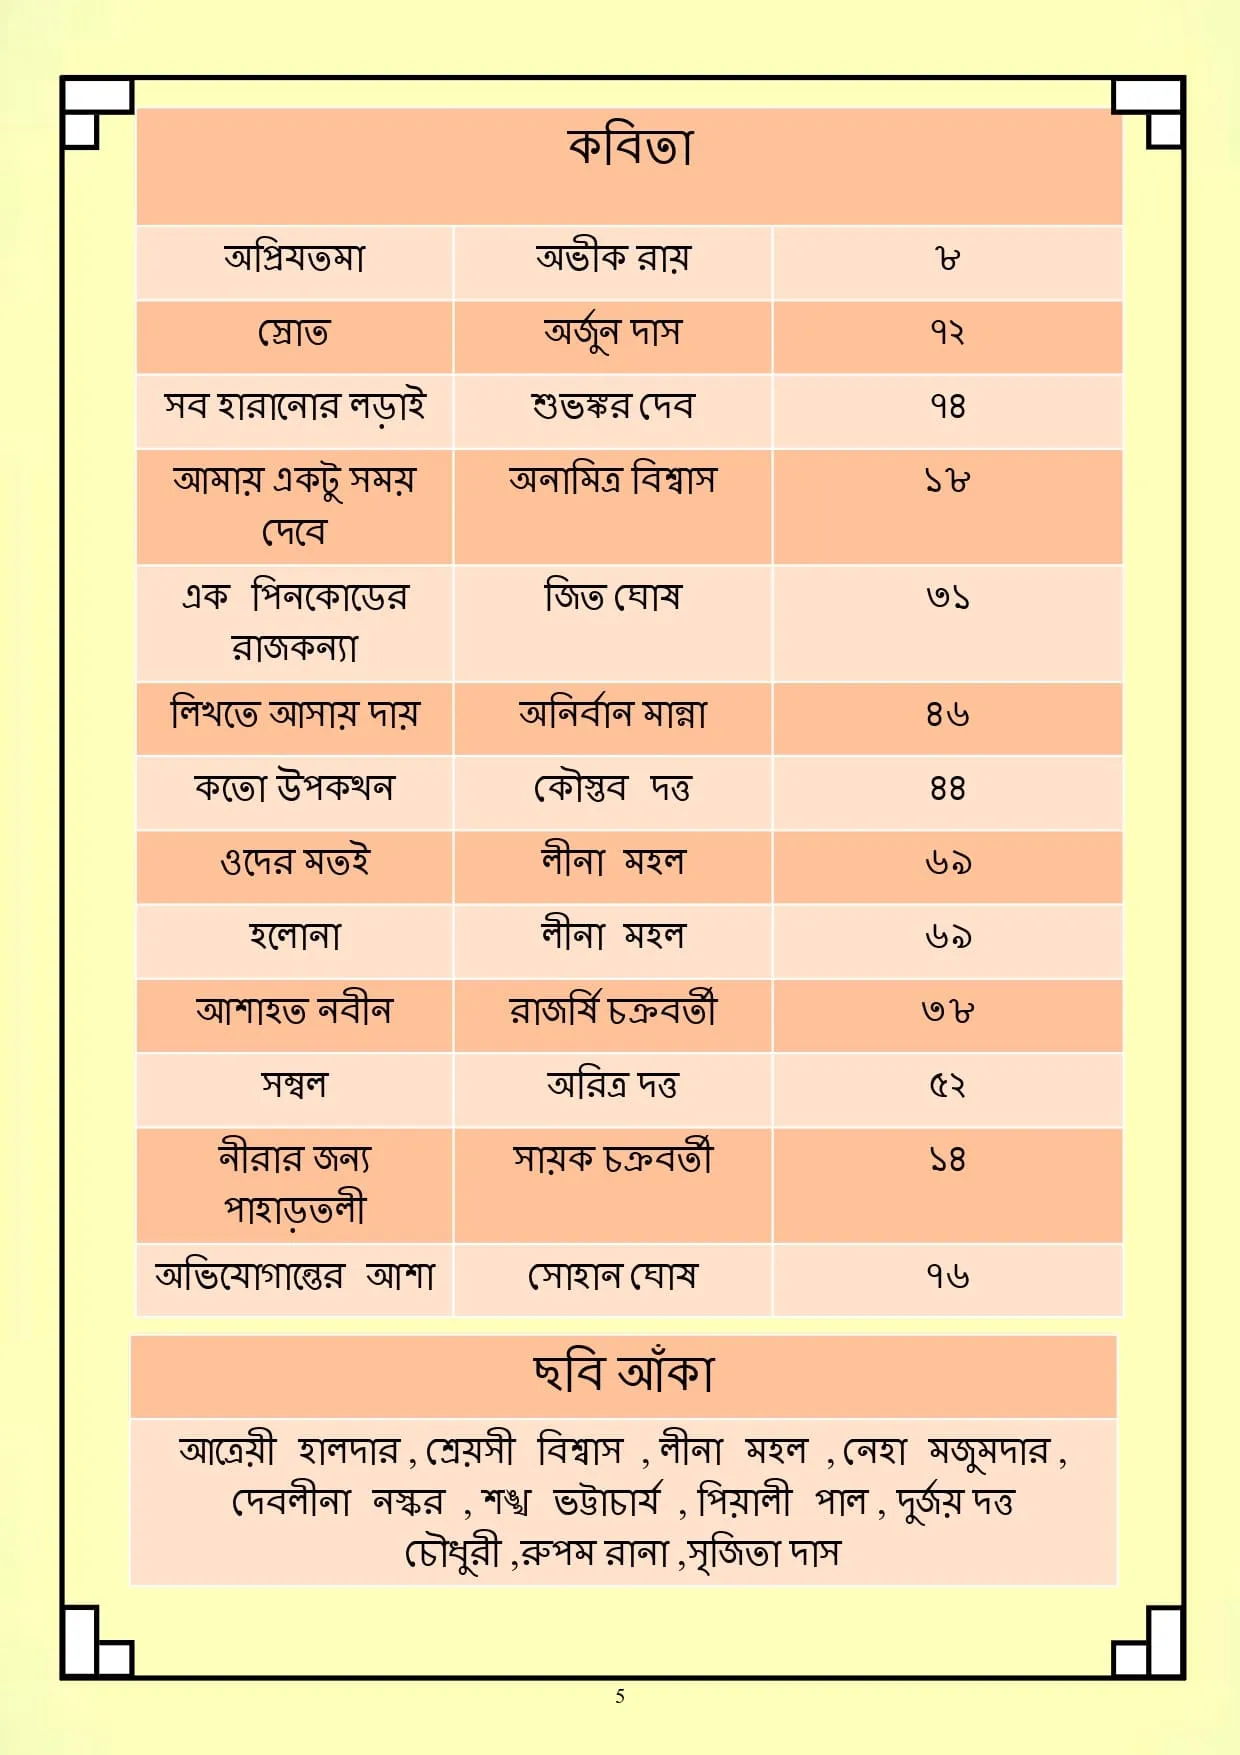 কবিতা
অপ্রিযতমা অভীক রায় ৮
স্রোত অর্জুন দাস ৭২
সব হারানোর লড়াই শুভঙ্কর দেব ৭৪
আমায় একটু সময় অনামিত্র বিশ্বাস ১৮
দেবে
এক পিনকোডের জিত ঘোষ ৩১
রাজকন্যা
লিখতে আসায় দায় অনির্বান মান্না ৪৬
কতো উপকথন কৌস্তব দত্ত ৪৪
ওদের মতই লীনা মহল ৬৯
হলোনা লীনা মহল ৬৯
আশাহত নবীন রাজর্ষি চক্রবর্তী ৩৮
সম্বল অরিত্র দত্ত ৫২
নীরার জন্য সায়ক চক্রবর্তী ১৪
পাহাড়তলী
অভিযোগান্তের আশা সোহান ঘোষ ৭৬
ছবি আঁকা
আত্রেয়ী হালদার , শ্রেয়সী বিশ্বাস , লীনা মহল , নেহা মজুমদার ,
দেবলীনা নস্কর , শঙ্খ ভট্টাচার্য , পিয়ালী পাল , দুর্জয় দত্ত
চৌধুরী ,রুপম রানা ,সৃজিতা দাস
5